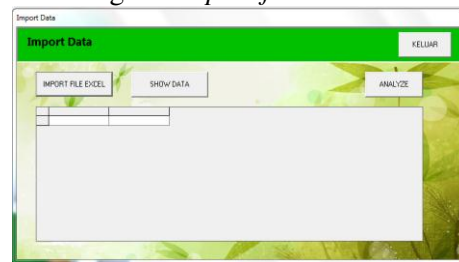 Import Data
Import Data
KELUAR
IMPORT FILE EXCEL
SHOW DATA
ANALYZE